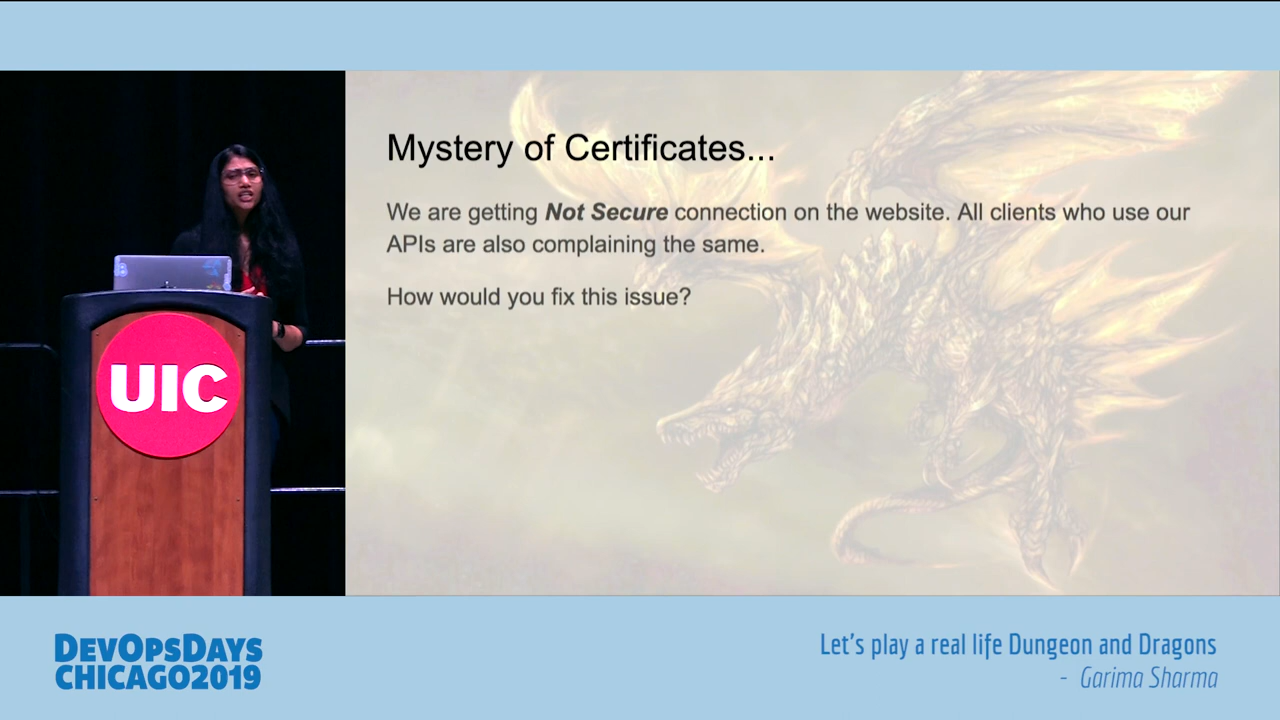 Mystery of Certificates...
We are getting Not Secure connection on the website. All clients who use our
APIs are also complaining the same.
How would you fix this issue?
UIC
DEVOPSDAYS
CHICAGO2019
Let's play a real life Dungeon and Dragons
- Garima Sharma